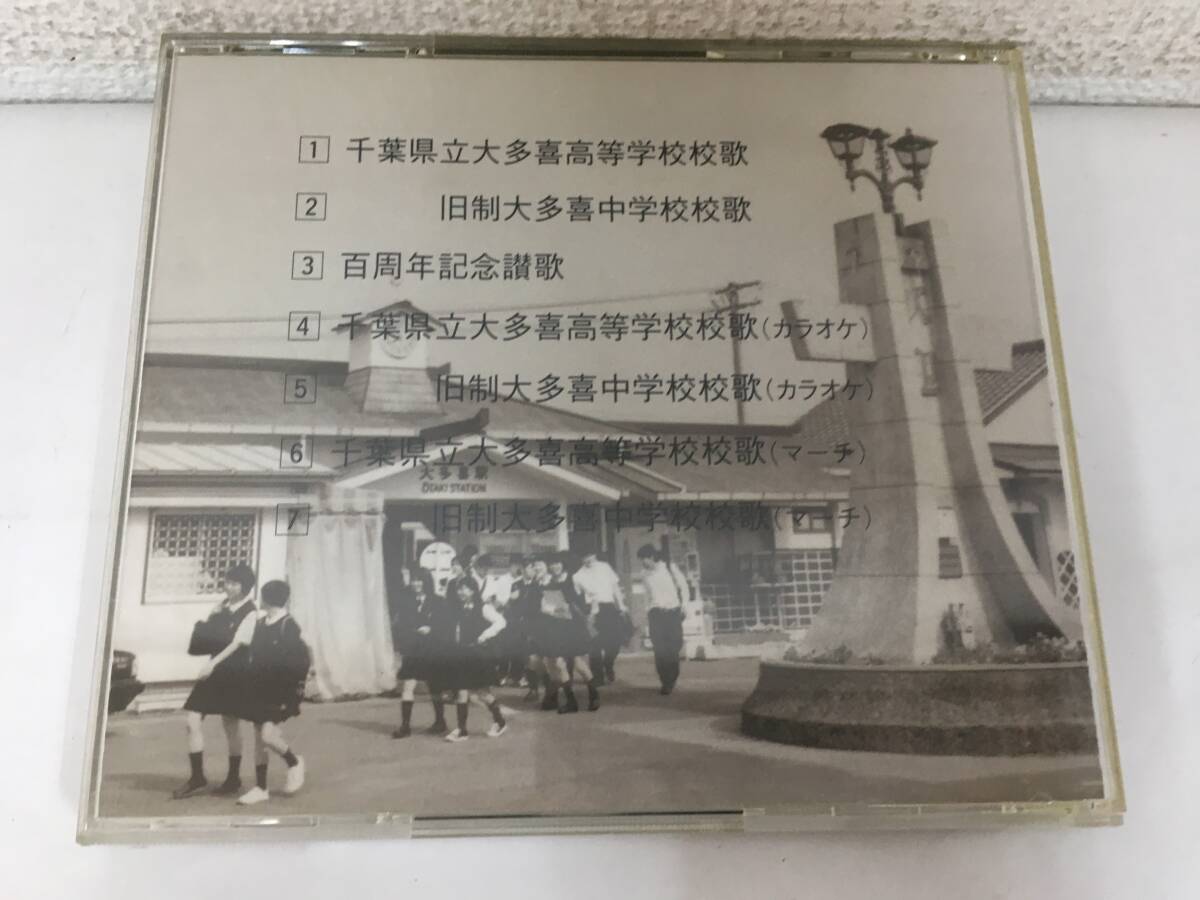 1 千葉県立大多喜高等学校校歌
2 旧制大多喜中学校校歌
3 百周年記念讃歌
4 千葉県立大多喜高等学校校歌(カラオケ)
5 旧制大多喜中学校校歌(カラオケ)
6 千葉県立大多喜高等学校校歌(マーチ)
大多喜駅
ŌTAKI STATION
7 旧制大多喜中学校校歌(マーチ)